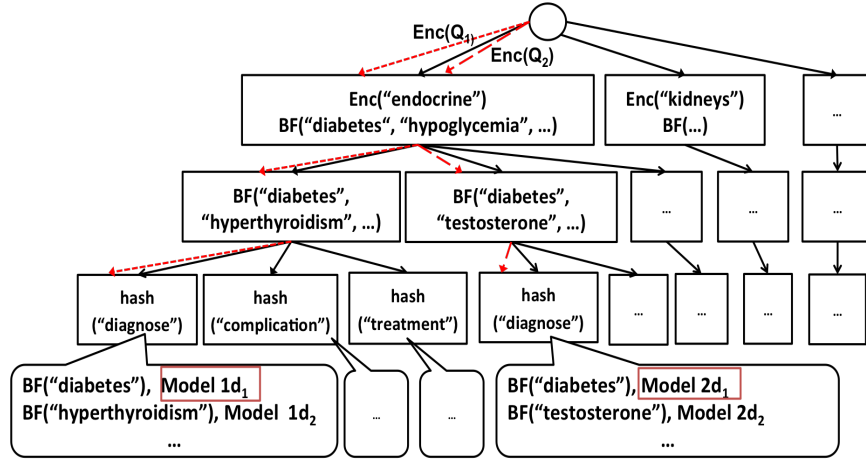 Enc(Q₁)
Enc(Q₂)
Enc("endocrine")
BF("diabetes", "hypoglycemia", …)
Enc("kidneys")
BF(…)
…
BF("diabetes",
"hyperthyroidism", …)
BF("diabetes",
"testosterone", …)
…
…
…
hash
("diagnose")
hash
("complication")
hash
("treatment")
hash
("diagnose")
…
…
…
…
BF("diabetes"), Model 1d₁
BF("hyperthyroidism"), Model 1d₂
…
…
…
BF("diabetes"), Model 2d₁
BF("testosterone"), Model 2d₂
…